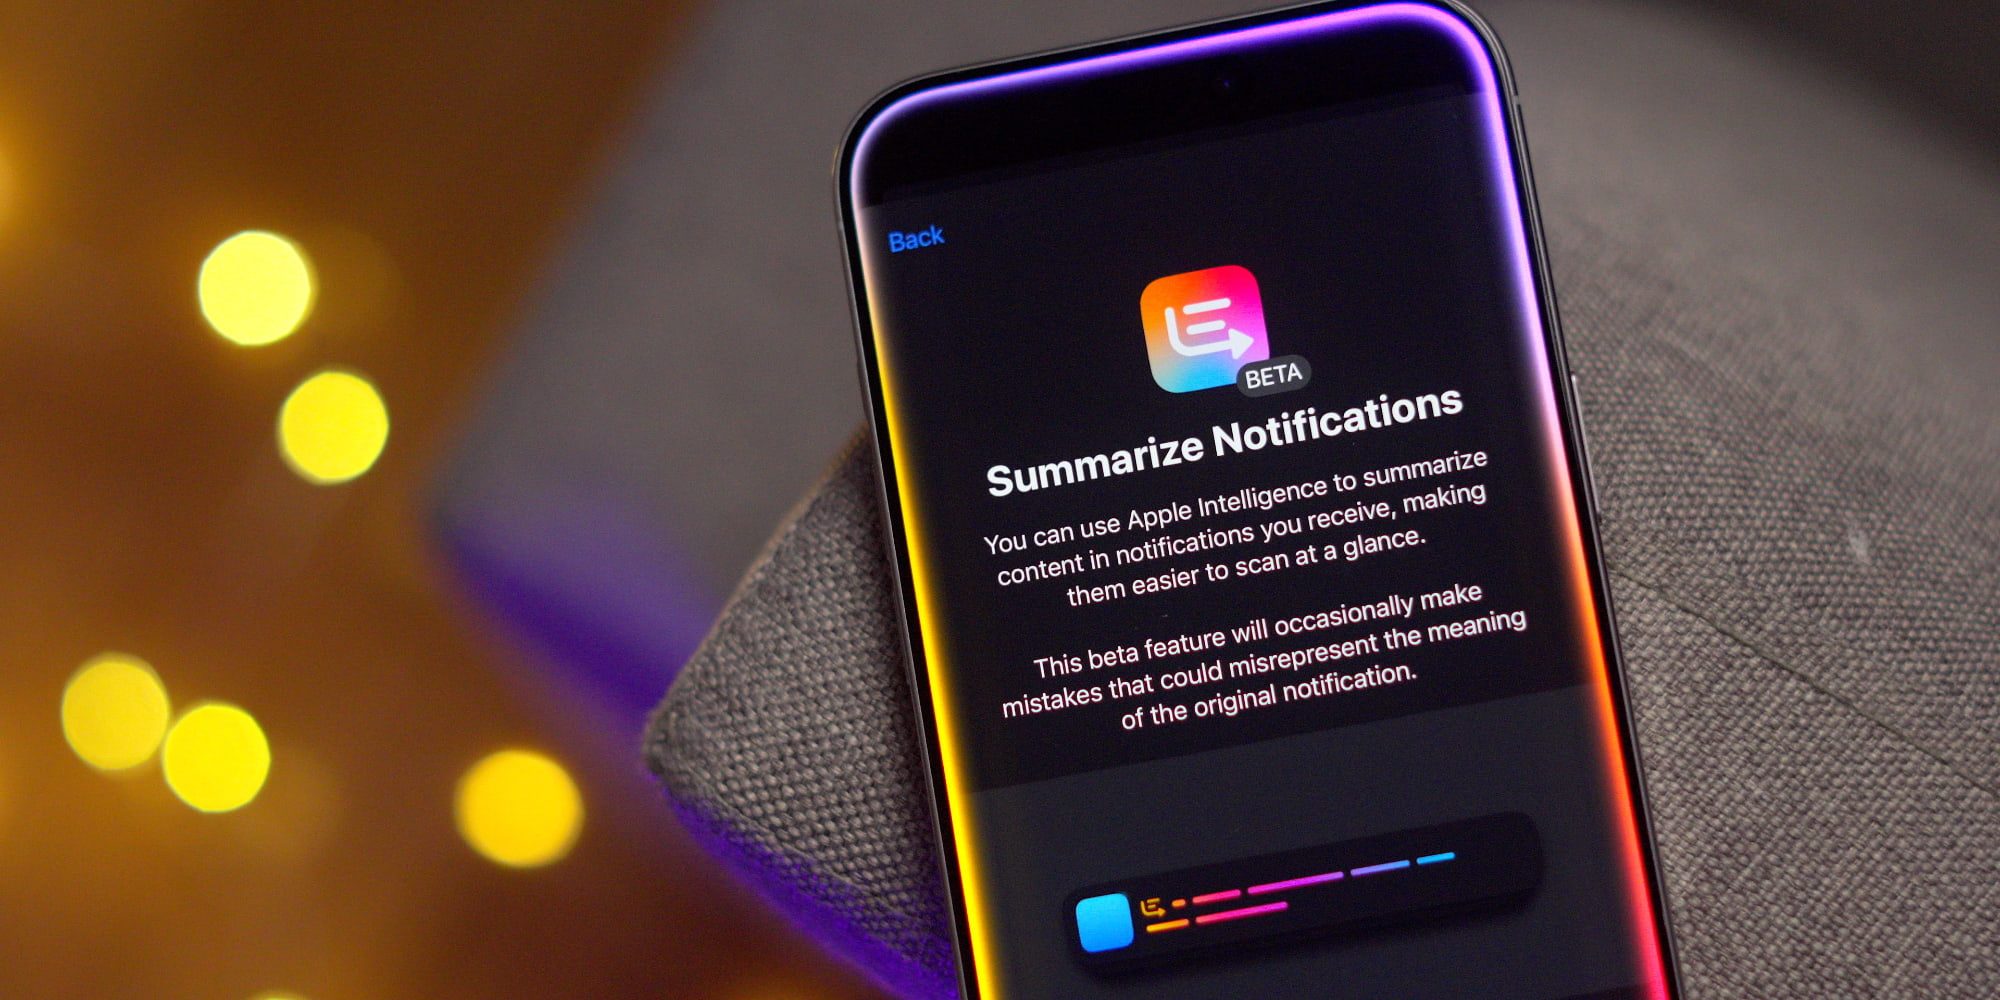 Back
BETA
Summarize Notifications
You can use Apple Intelligence to summarize
content in notifications you receive, making
them easier to scan at a glance.
This beta feature will occasionally make
mistakes that could misrepresent the meaning
of the original notification.